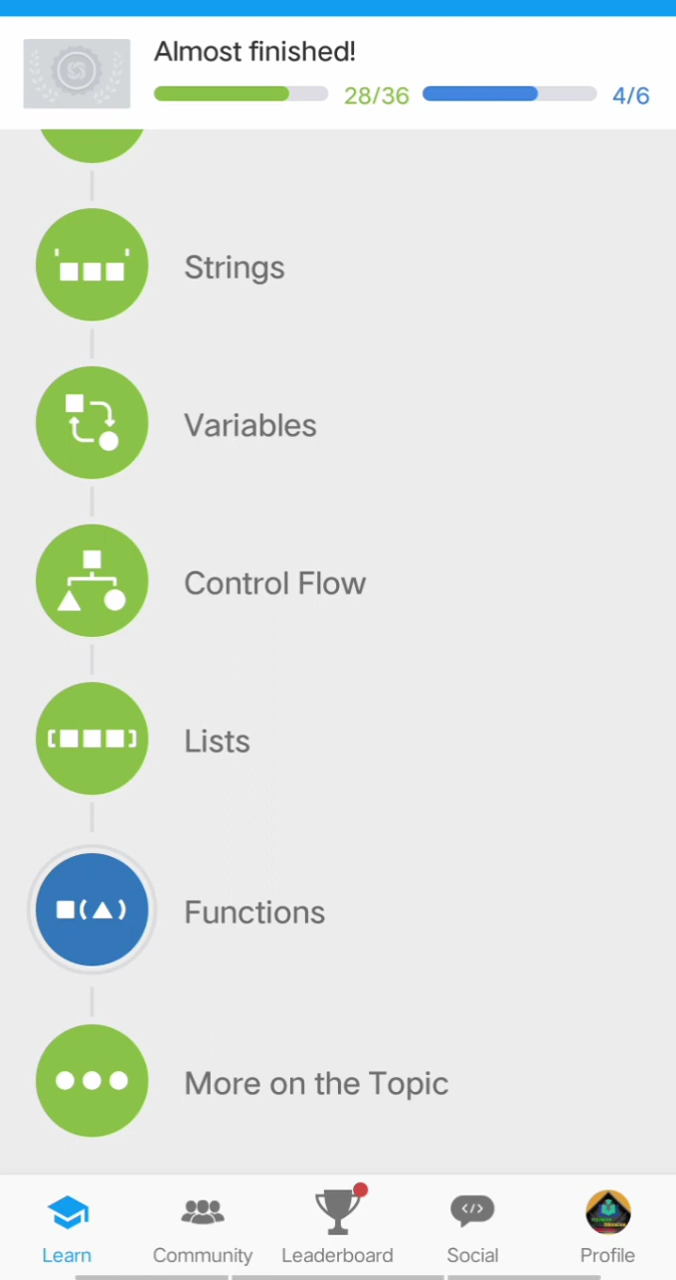 Almost finished!
28/36 4/6
Strings
Variables
Control Flow
Lists
Functions
More on the Topic
Learn Community Leaderboard Social Profile